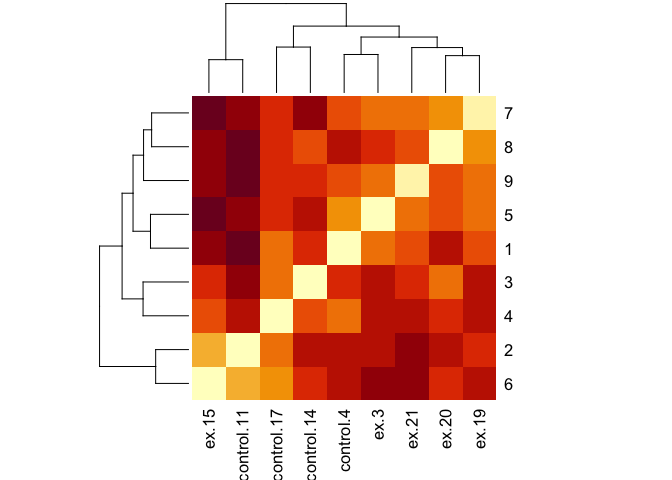 7
8
9
5
1
3
4
2
6
ex.15
control.11
control.17
control.14
control.4
ex.3
ex.21
ex.20
ex.19